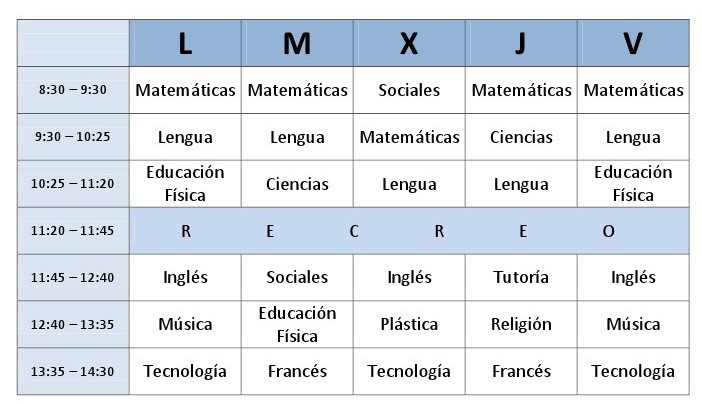 L M X J V
8:30 – 9:30 Matemáticas Matemáticas Sociales Matemáticas Matemáticas
9:30 – 10:25 Lengua Lengua Matemáticas Ciencias Lengua
10:25 – 11:20 Educación Física Ciencias Lengua Lengua Educación Física
11:20 – 11:45 R E C R E O
11:45 – 12:40 Inglés Sociales Inglés Tutoría Inglés
12:40 – 13:35 Música Educación Física Plástica Religión Música
13:35 – 14:30 Tecnología Francés Tecnología Francés Tecnología